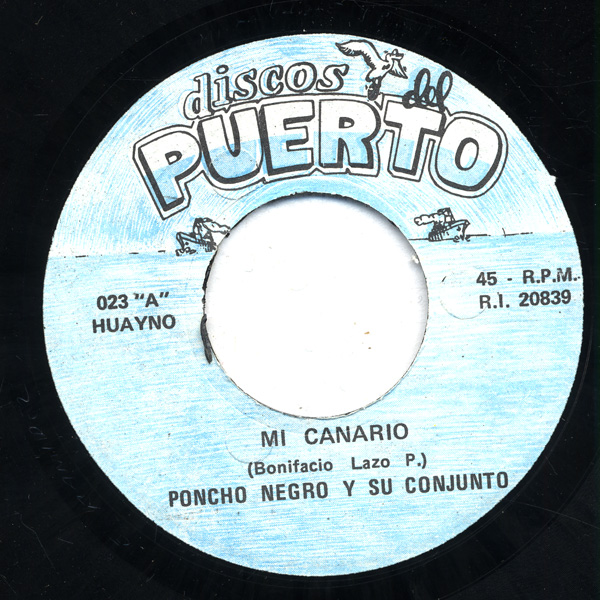 discos del
PUERTO
023 "A"
HUAYNO
45 - R.P.M.
R.I. 20839
MI CANARIO
(Bonifacio Lazo P.)
PONCHO NEGRO Y SU CONJUNTO